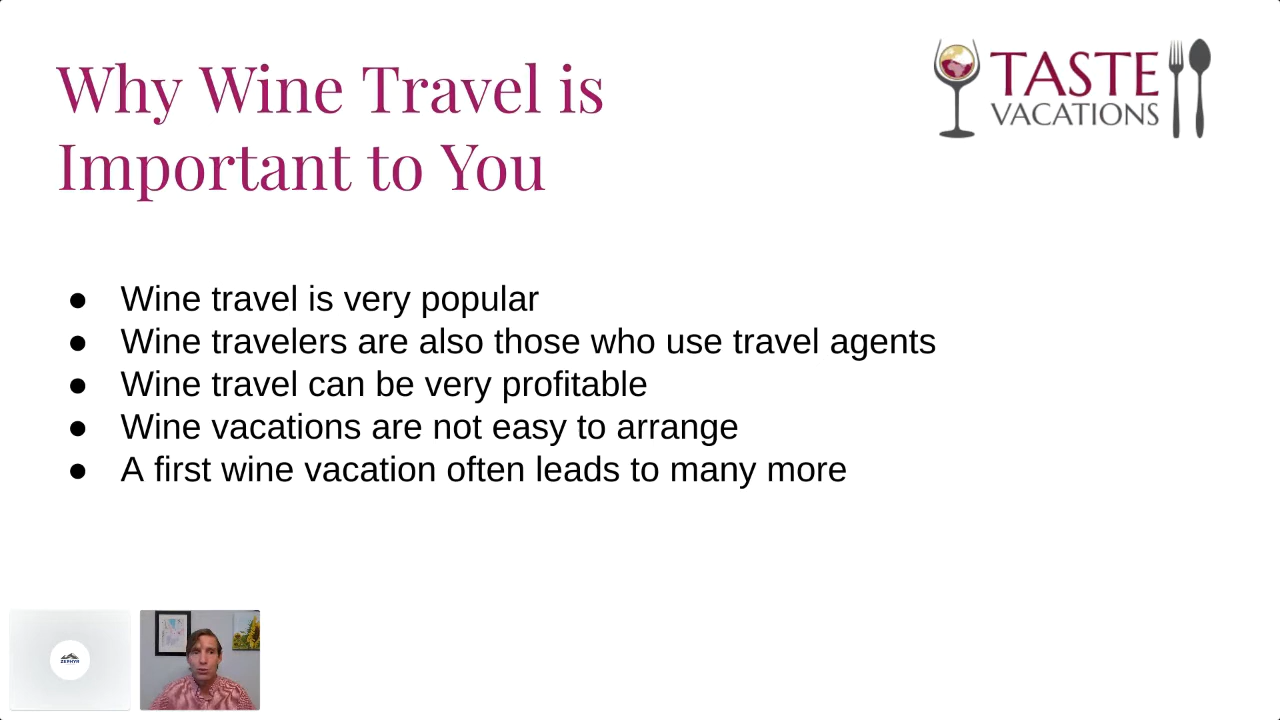 Why Wine Travel is
Important to You
TASTE
VACATIONS
● Wine travel is very popular
● Wine travelers are also those who use travel agents
● Wine travel can be very profitable
● Wine vacations are not easy to arrange
● A first wine vacation often leads to many more
ZEPHYR